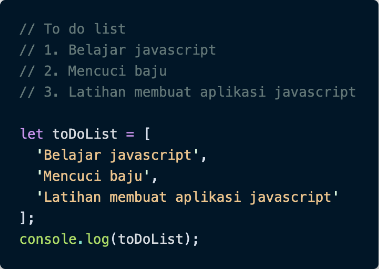 // To do list
// 1. Belajar javascript
// 2. Mencuci baju
// 3. Latihan membuat aplikasi javascript
let toDoList = [
'Belajar javascript',
'Mencuci baju',
'Latihan membuat aplikasi javascript'
];
console.log(toDoList);